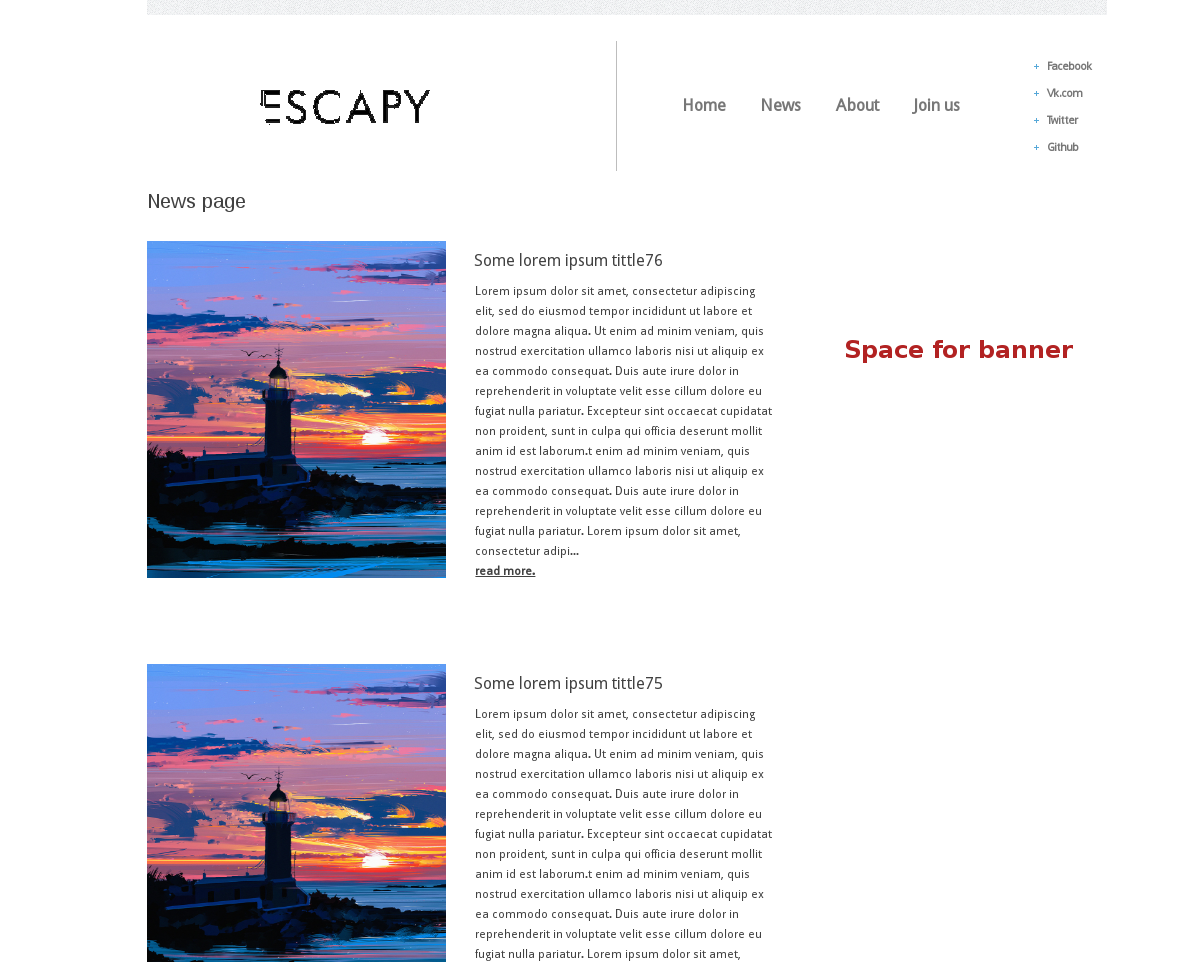 ESCAPY
Home News About Join us
Facebook
Vk.com
Twitter
Github
News page
Some lorem ipsum tittle76
Lorem ipsum dolor sit amet, consectetur adipiscing
elit, sed do eiusmod tempor incididunt ut labore et
dolore magna aliqua. Ut enim ad minim veniam, quis
nostrud exercitation ullamco laboris nisi ut aliquip ex
ea commodo consequat. Duis aute irure dolor in
reprehenderit in voluptate velit esse cillum dolore eu
fugiat nulla pariatur. Excepteur sint occaecat cupidatat
non proident, sunt in culpa qui officia deserunt mollit
anim id est laborum.t enim ad minim veniam, quis
nostrud exercitation ullamco laboris nisi ut aliquip ex
ea commodo consequat. Duis aute irure dolor in
reprehenderit in voluptate velit esse cillum dolore eu
fugiat nulla pariatur. Lorem ipsum dolor sit amet,
consectetur adipi...
read more.
Space for banner
Some lorem ipsum tittle75
Lorem ipsum dolor sit amet, consectetur adipiscing
elit, sed do eiusmod tempor incididunt ut labore et
dolore magna aliqua. Ut enim ad minim veniam, quis
nostrud exercitation ullamco laboris nisi ut aliquip ex
ea commodo consequat. Duis aute irure dolor in
reprehenderit in voluptate velit esse cillum dolore eu
fugiat nulla pariatur. Excepteur sint occaecat cupidatat
non proident, sunt in culpa qui officia deserunt mollit
anim id est laborum.t enim ad minim veniam, quis
nostrud exercitation ullamco laboris nisi ut aliquip ex
ea commodo consequat. Duis aute irure dolor in
reprehenderit in voluptate velit esse cillum dolore eu
fugiat nulla pariatur. Lorem ipsum dolor sit amet,